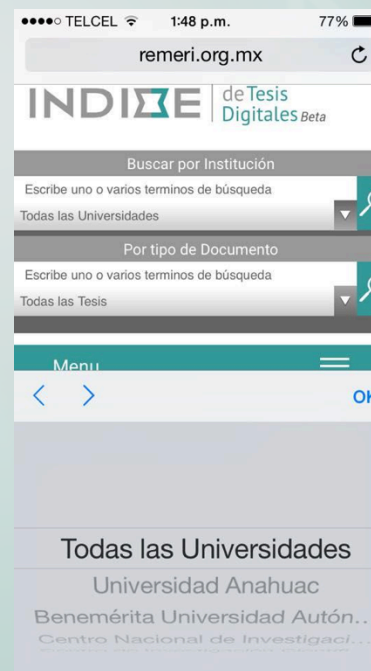 TELCEL 1:48 p.m. 77%
remeri.org.mx
INDICE de Tesis
Digitales Beta
Buscar por Institución
Escribe uno o varios terminos de búsqueda
Todas las Universidades
Por tipo de Documento
Escribe uno o varios terminos de búsqueda
Todas las Tesis
Menu
OK
Todas las Universidades
Universidad Anahuac
Benemérita Universidad Autón...
Centro Nacional de Investigaci...